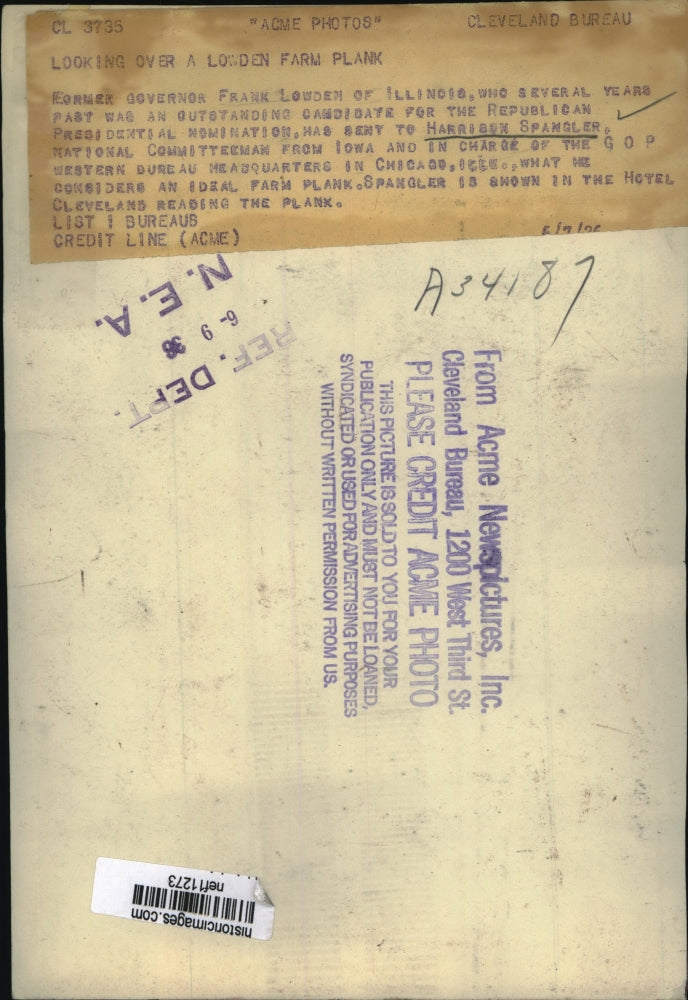 CL 3735 "ACME PHOTOS" CLEVELAND BUREAU
LOOKING OVER A LOWDEN FARM PLANK
FORMER GOVERNOR FRANK LOWDEN OF ILLINOIS, WHO SEVERAL YEARS
PAST WAS AN OUTSTANDING CANDIDATE FOR THE REPUBLICAN
PRESIDENTIAL NOMINATION, HAS SENT TO HARRISON SPANGLER,
NATIONAL COMMITTEEMAN FROM IOWA AND IN CHARGE OF THE G O P
WESTERN BUREAU HEADQUARTERS IN CHICAGO, ILL., WHAT HE
CONSIDERS AN IDEAL FARM PLANK. SPANGLER IS SHOWN IN THE HOTEL
CLEVELAND READING THE PLANK.
LIST 1 BUREAUS
CREDIT LINE (ACME)
A34187
N.E.A.
6-9
REF. DEPT.
From Acme Newspictures, Inc.
Cleveland Bureau, 1200 West Third St.
PLEASE CREDIT ACME PHOTO
THIS PICTURE IS SOLD TO YOU FOR YOUR
PUBLICATION ONLY AND MUST NOT BE LOANED,
SYNDICATED OR USED FOR ADVERTISING PURPOSES
WITHOUT WRITTEN PERMISSION FROM US.
historicimages.com
nef11273